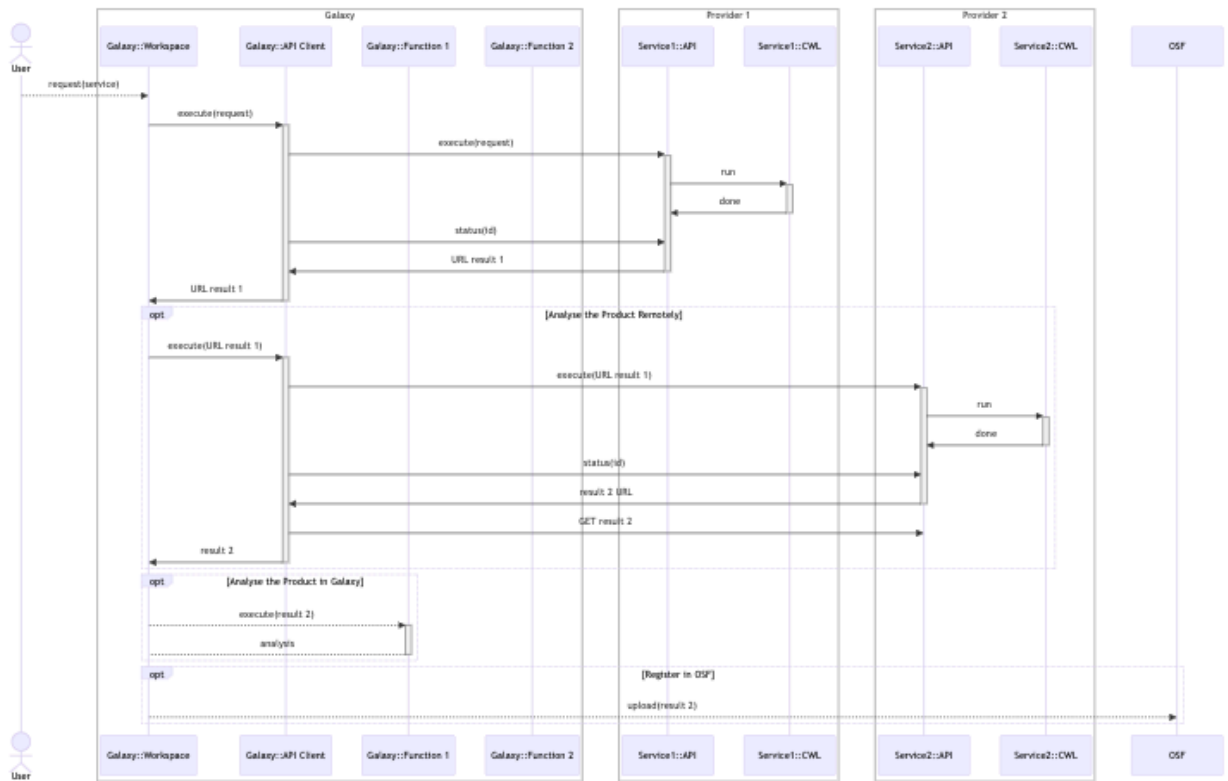 Galaxy
Provider 1
Provider 2
Galaxy::Workspace
Galaxy::API Client
Galaxy::Function 1
Galaxy::Function 2
Service1::API
Service1::CWL
Service2::API
Service2::CWL
OSF
User
request(service)
execute(request)
execute(request)
run
done
status(id)
URL result 1
URL result 1
opt
[Analyse the Product Remotely]
execute(URL result 1)
execute(URL result 1)
run
done
status(id)
result 2 URL
GET result 2
result 2
opt
[Analyse the Product in Galaxy]
execute(result 2)
analysis
opt
[Register in OSF]
upload(result 2)
Galaxy::Workspace
Galaxy::API Client
Galaxy::Function 1
Galaxy::Function 2
Service1::API
Service1::CWL
Service2::API
Service2::CWL
OSF
User